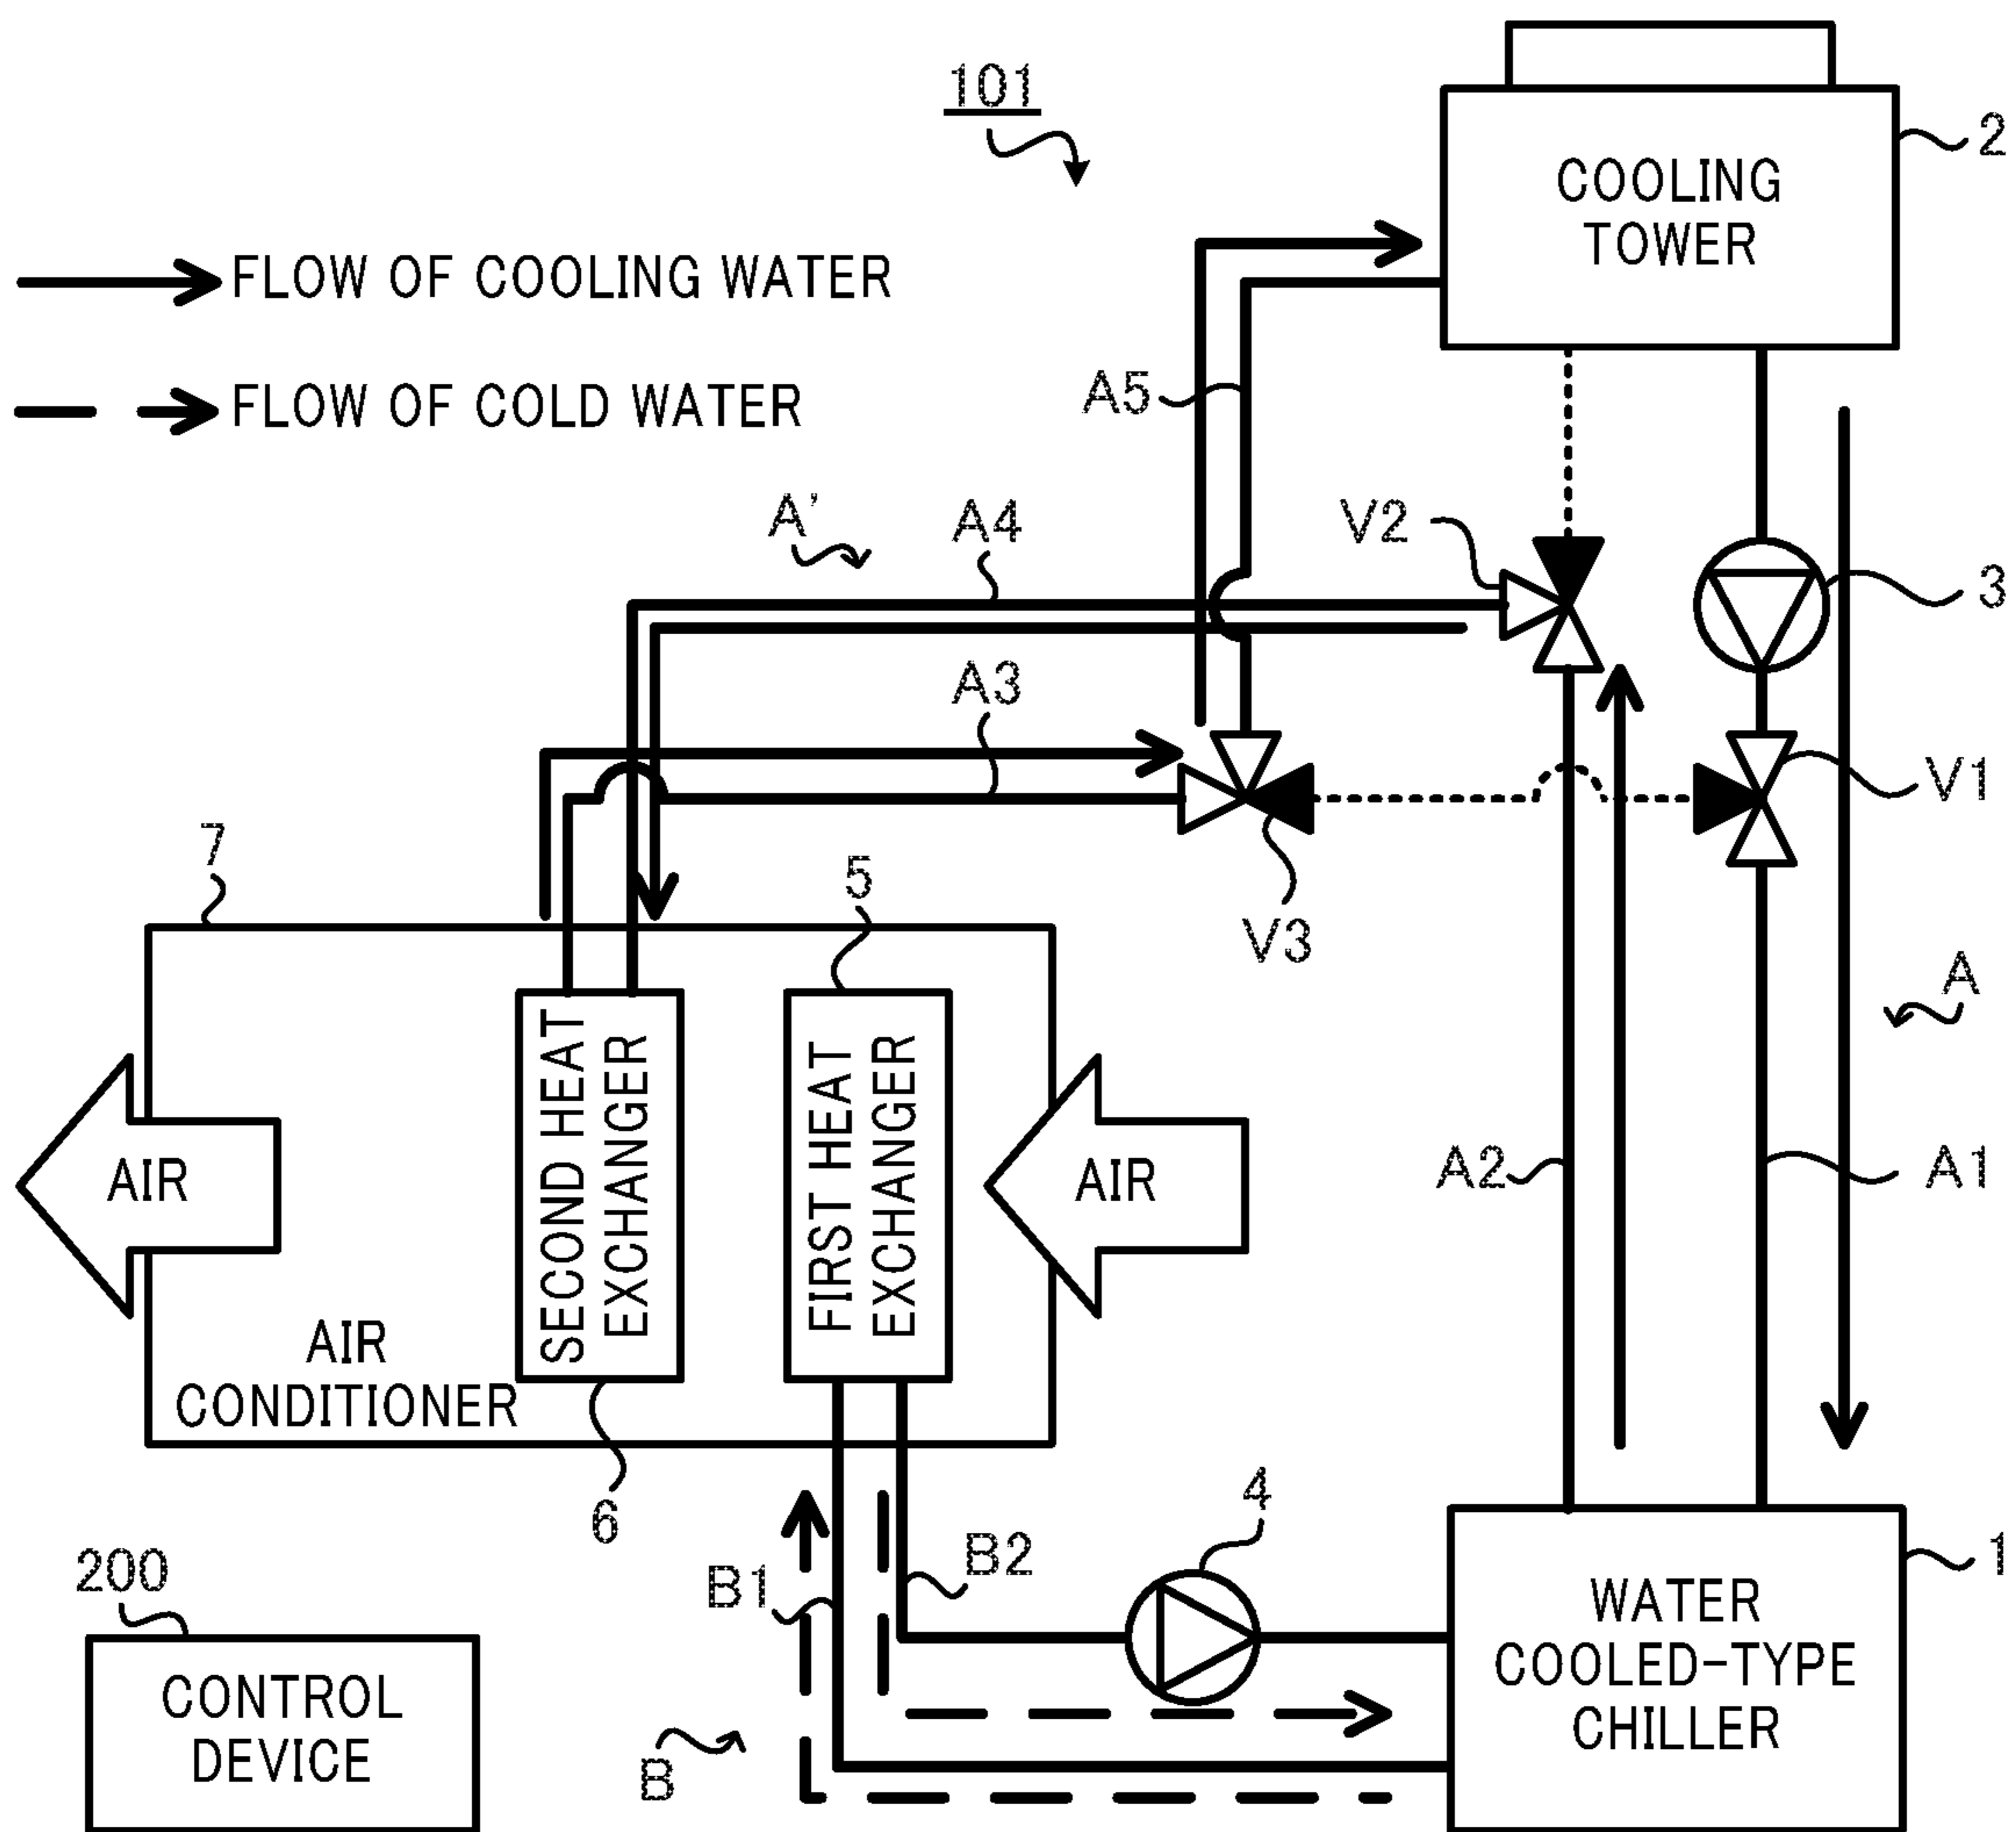 101
2
COOLING
TOWER
FLOW OF COOLING WATER
FLOW OF COLD WATER
A5
A'
A4
V2
3
A3
V1
7
5
V3
A
SECOND HEAT
EXCHANGER
FIRST HEAT
EXCHANGER
AIR
AIR
A2
A1
AIR
CONDITIONER
6
4
200
B1
B2
1
WATER
COOLED-TYPE
CHILLER
CONTROL
DEVICE
B